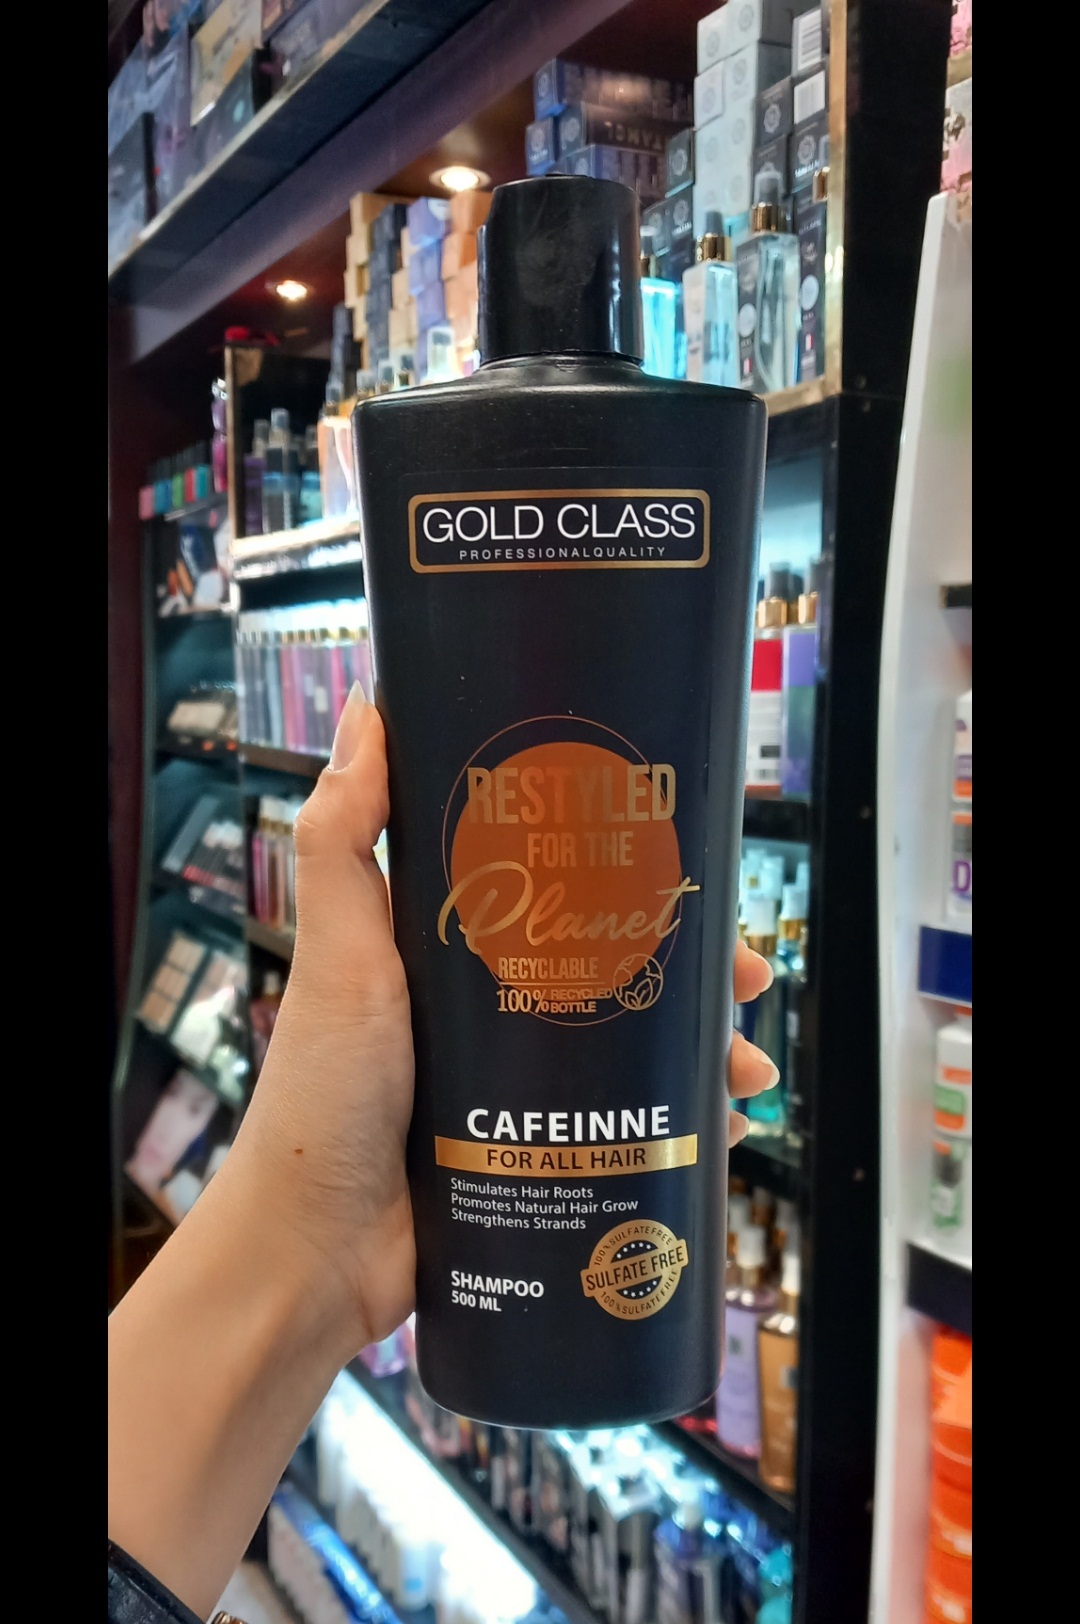 GOLD CLASS
PROFESSIONALQUALITY
RESTYLED
FOR THE
Planet
RECYCLABLE
100% RECYCLED
BOTTLE
CAFEINNE
FOR ALL HAIR
Stimulates Hair Roots
Promotes Natural Hair Grow
Strengthens Strands
100% SULFATE FREE
SULFATE FREE
100% SULFATE FREE
SHAMPOO
500 ML